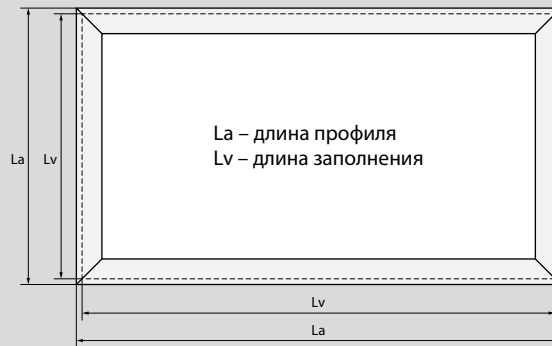 La – длина профиля
Lv – длина заполнения
La
Lv
Lv
La